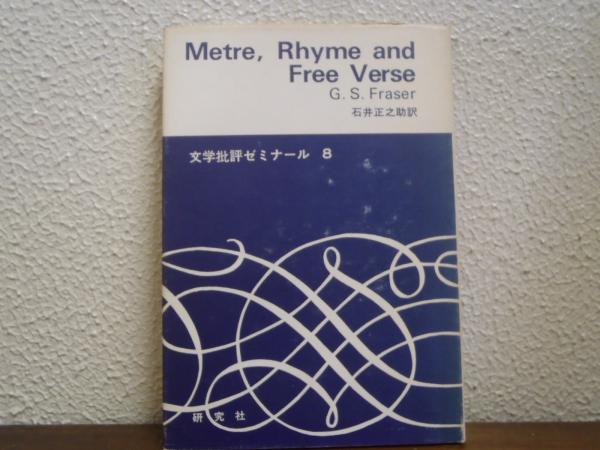 Metre, Rhyme and
Free Verse
G. S. Fraser
石井正之助訳
文学批評ゼミナール 8
研究社